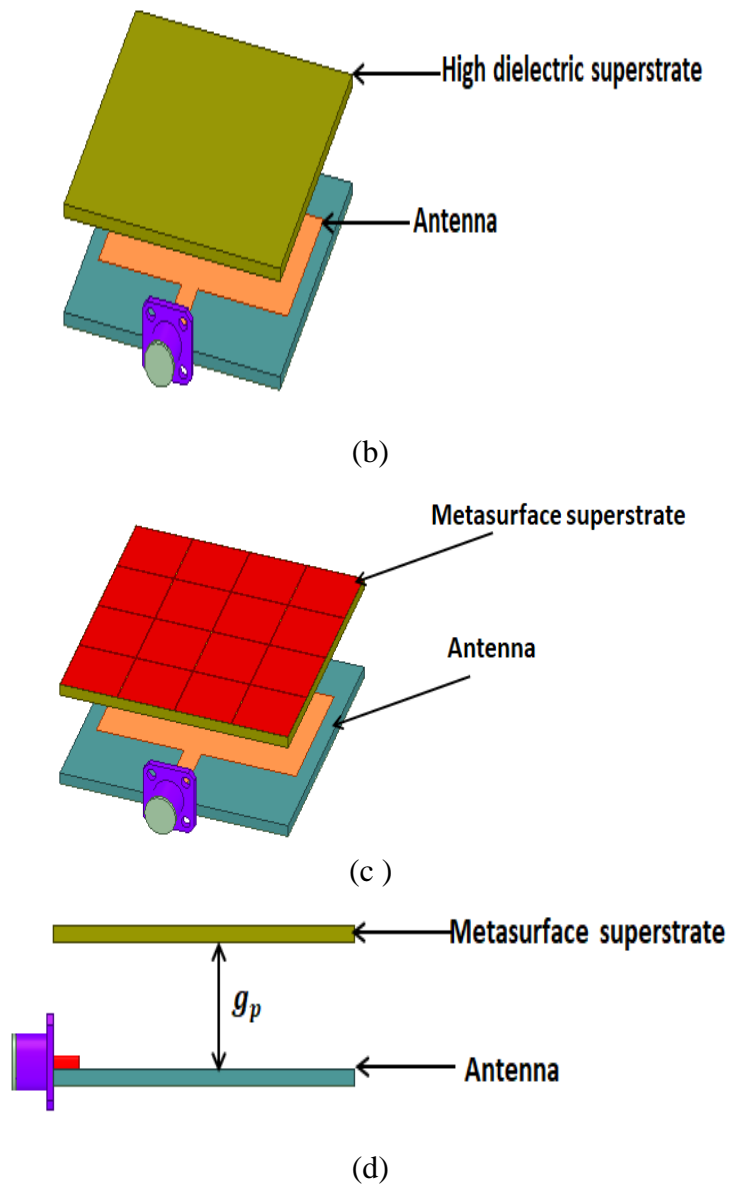 High dielectric superstrate
Antenna
(b)
Metasurface superstrate
Antenna
(c )
Metasurface superstrate
g_p
Antenna
(d)